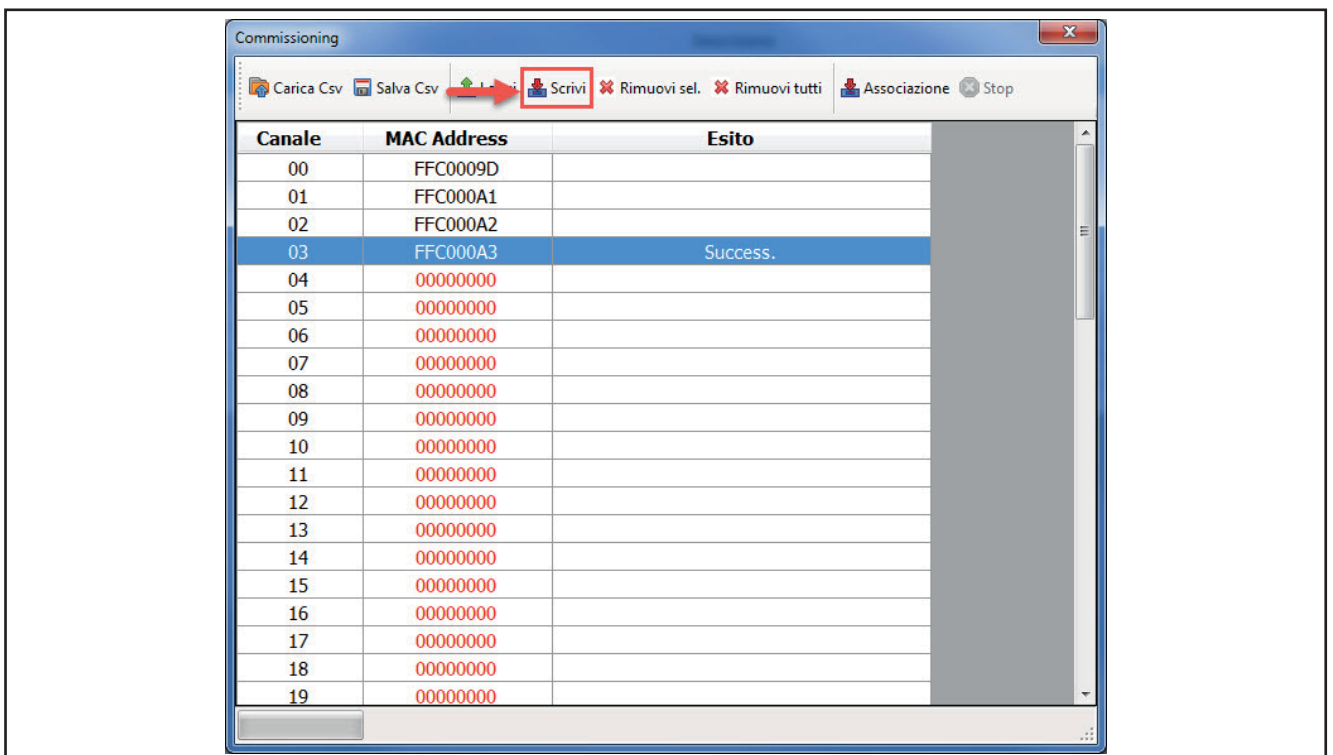 Commissioning
Carica Csv Salva Csv Scrivi Rimuovi sel. Rimuovi tutti Associazione Stop
Canale MAC Address Esito
00 FFC0009D
01 FFC000A1
02 FFC000A2
03 FFC000A3 Success.
04 00000000
05 00000000
06 00000000
07 00000000
08 00000000
09 00000000
10 00000000
11 00000000
12 00000000
13 00000000
14 00000000
15 00000000
16 00000000
17 00000000
18 00000000
19 00000000